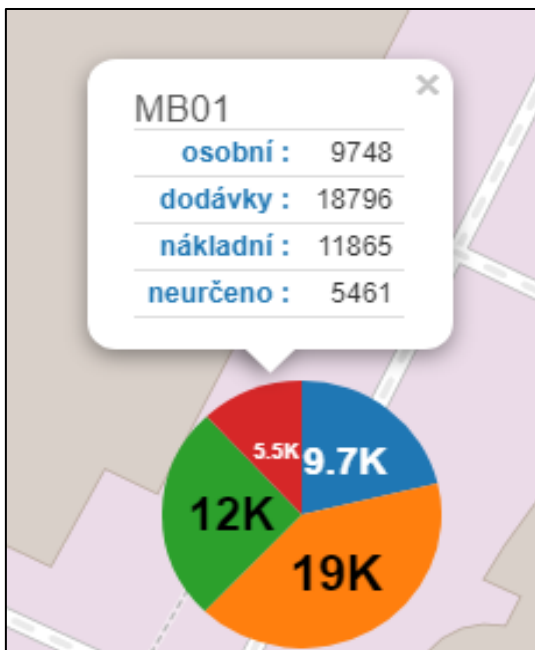 MB01
×
osobní : 9748
dodávky : 18796
nákladní : 11865
neurčeno : 5461
5.5K 9.7K
12K
19K